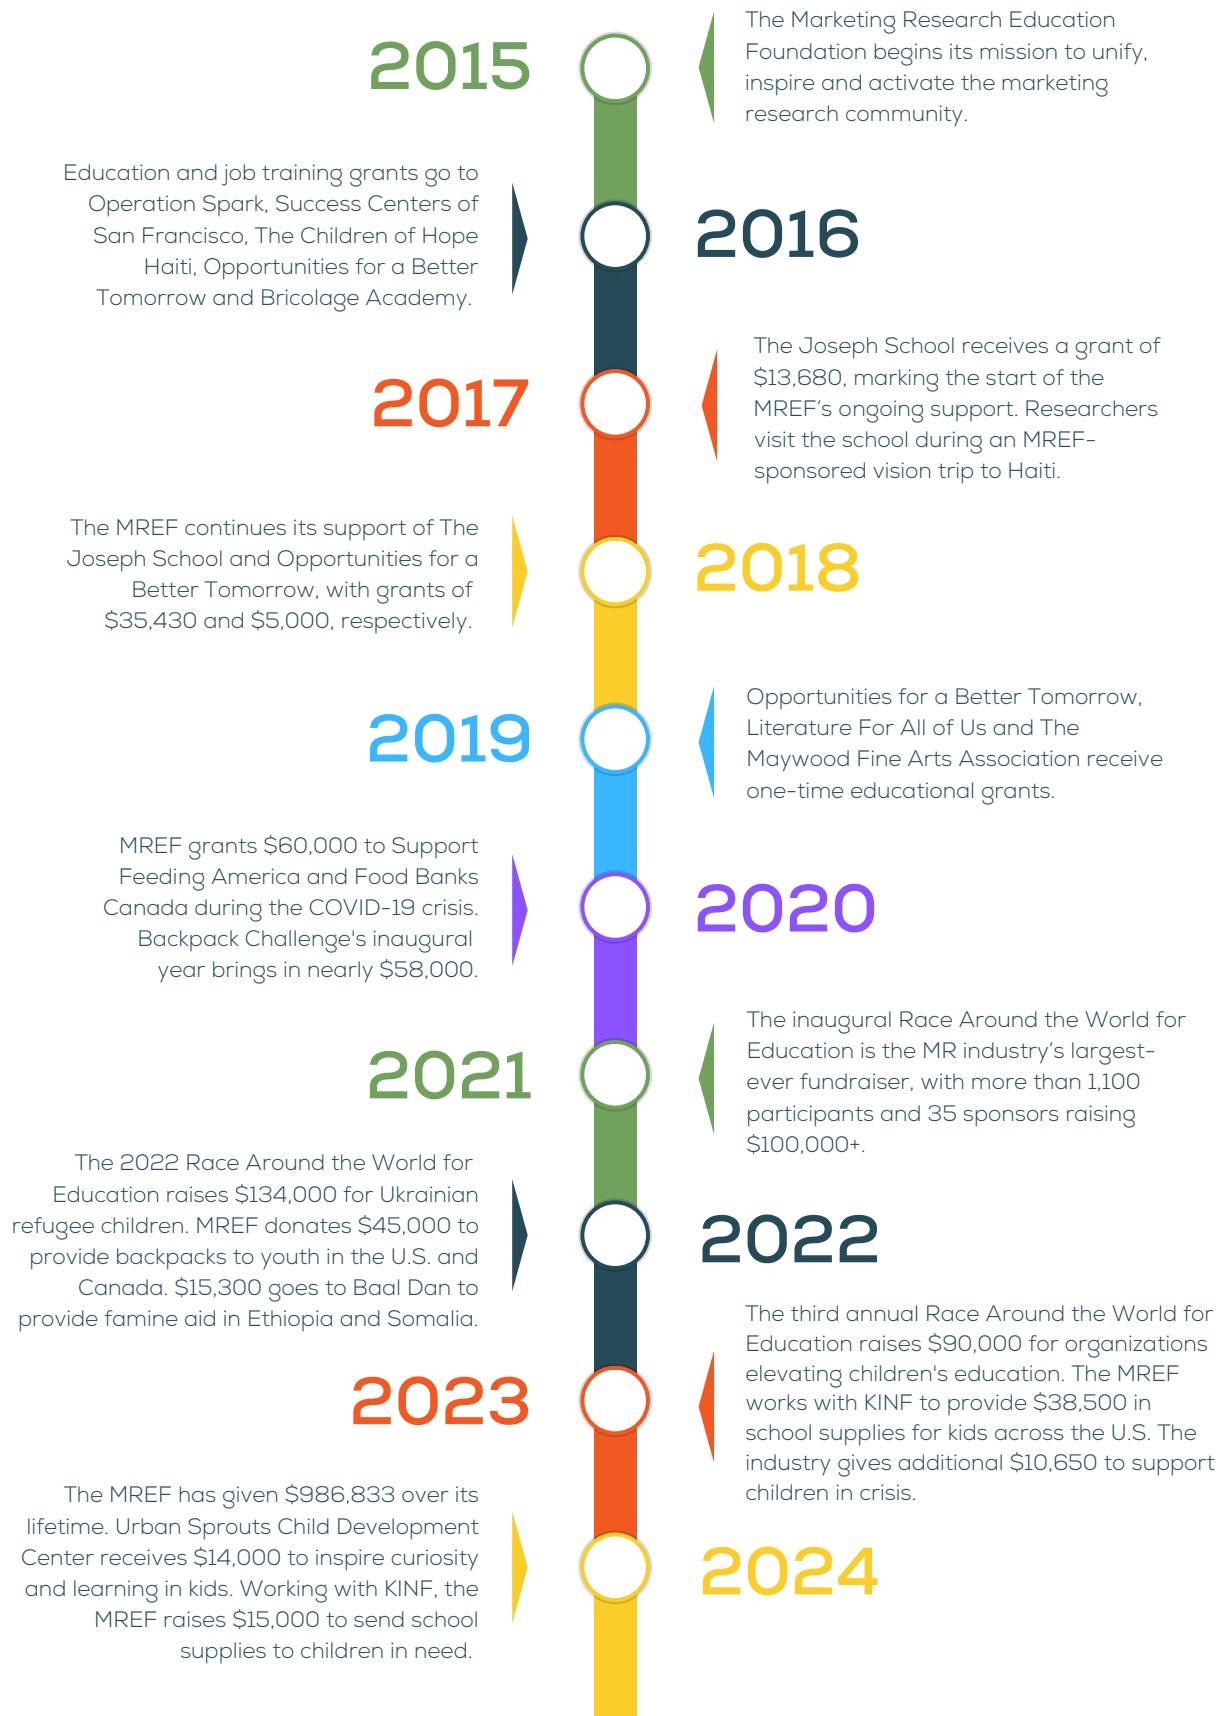 2015
The Marketing Research Education
Foundation begins its mission to unify,
inspire and activate the marketing
research community.
Education and job training grants go to
Operation Spark, Success Centers of
San Francisco, The Children of Hope
Haiti, Opportunities for a Better
Tomorrow and Bricolage Academy.
2016
2017
The Joseph School receives a grant of
$13,680, marking the start of the
MREF’s ongoing support. Researchers
visit the school during an MREF-
sponsored vision trip to Haiti.
The MREF continues its support of The
Joseph School and Opportunities for a
Better Tomorrow, with grants of
$35,430 and $5,000, respectively.
2018
2019
Opportunities for a Better Tomorrow,
Literature For All of Us and The
Maywood Fine Arts Association receive
one-time educational grants.
MREF grants $60,000 to Support
Feeding America and Food Banks
Canada during the COVID-19 crisis.
Backpack Challenge's inaugural
year brings in nearly $58,000.
2020
2021
The inaugural Race Around the World for
Education is the MR industry’s largest-
ever fundraiser, with more than 1,100
participants and 35 sponsors raising
$100,000+.
The 2022 Race Around the World for
Education raises $134,000 for Ukrainian
refugee children. MREF donates $45,000 to
provide backpacks to youth in the U.S. and
Canada. $15,300 goes to Baal Dan to
provide famine aid in Ethiopia and Somalia.
2022
2023
The third annual Race Around the World for
Education raises $90,000 for organizations
elevating children's education. The MREF
works with KINF to provide $38,500 in
school supplies for kids across the U.S. The
industry gives additional $10,650 to support
children in crisis.
The MREF has given $986,833 over its
lifetime. Urban Sprouts Child Development
Center receives $14,000 to inspire curiosity
and learning in kids. Working with KINF, the
MREF raises $15,000 to send school
supplies to children in need.
2024